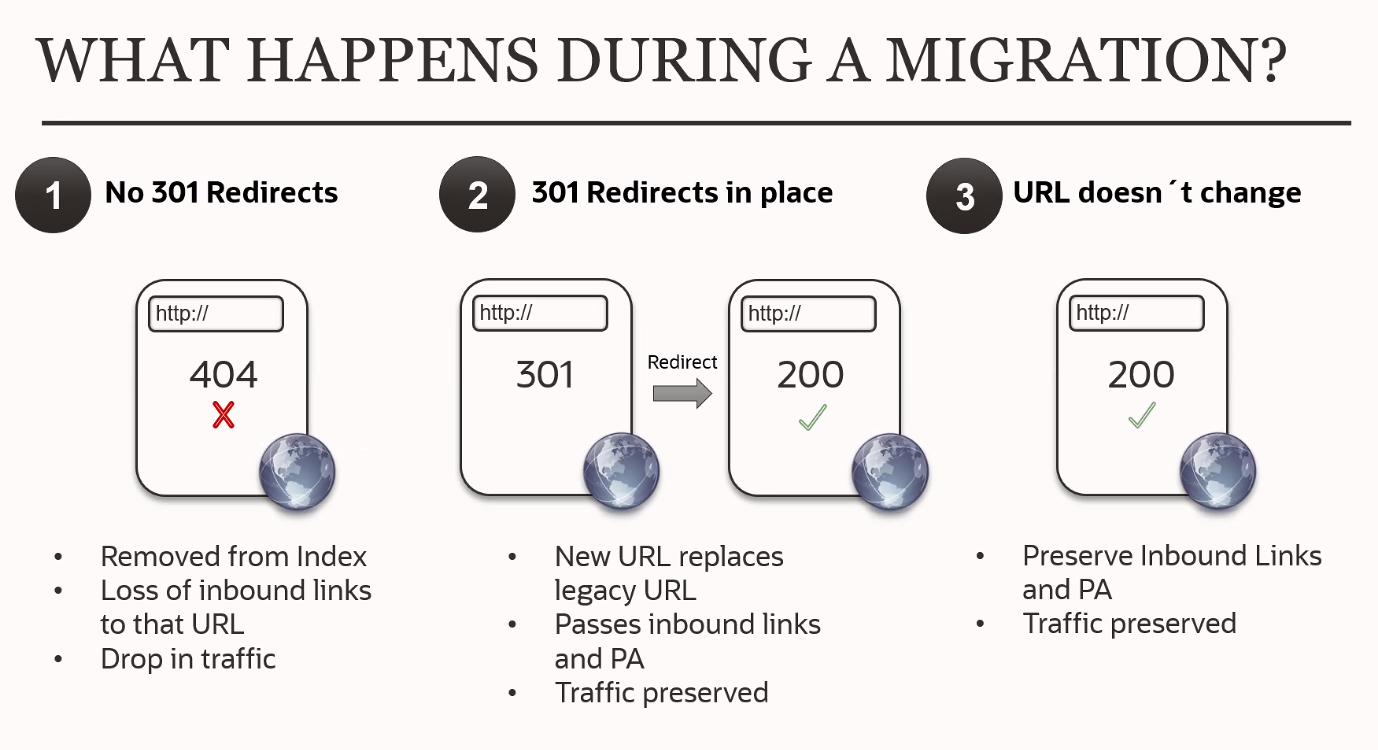 WHAT HAPPENS DURING A MIGRATION?
1 No 301 Redirects
http://
404
• Removed from Index
• Loss of inbound links
to that URL
• Drop in traffic
2 301 Redirects in place
http://
301
Redirect
http://
200
• New URL replaces
legacy URL
• Passes inbound links
and PA
• Traffic preserved
3 URL doesn´t change
http://
200
• Preserve Inbound Links
and PA
• Traffic preserved